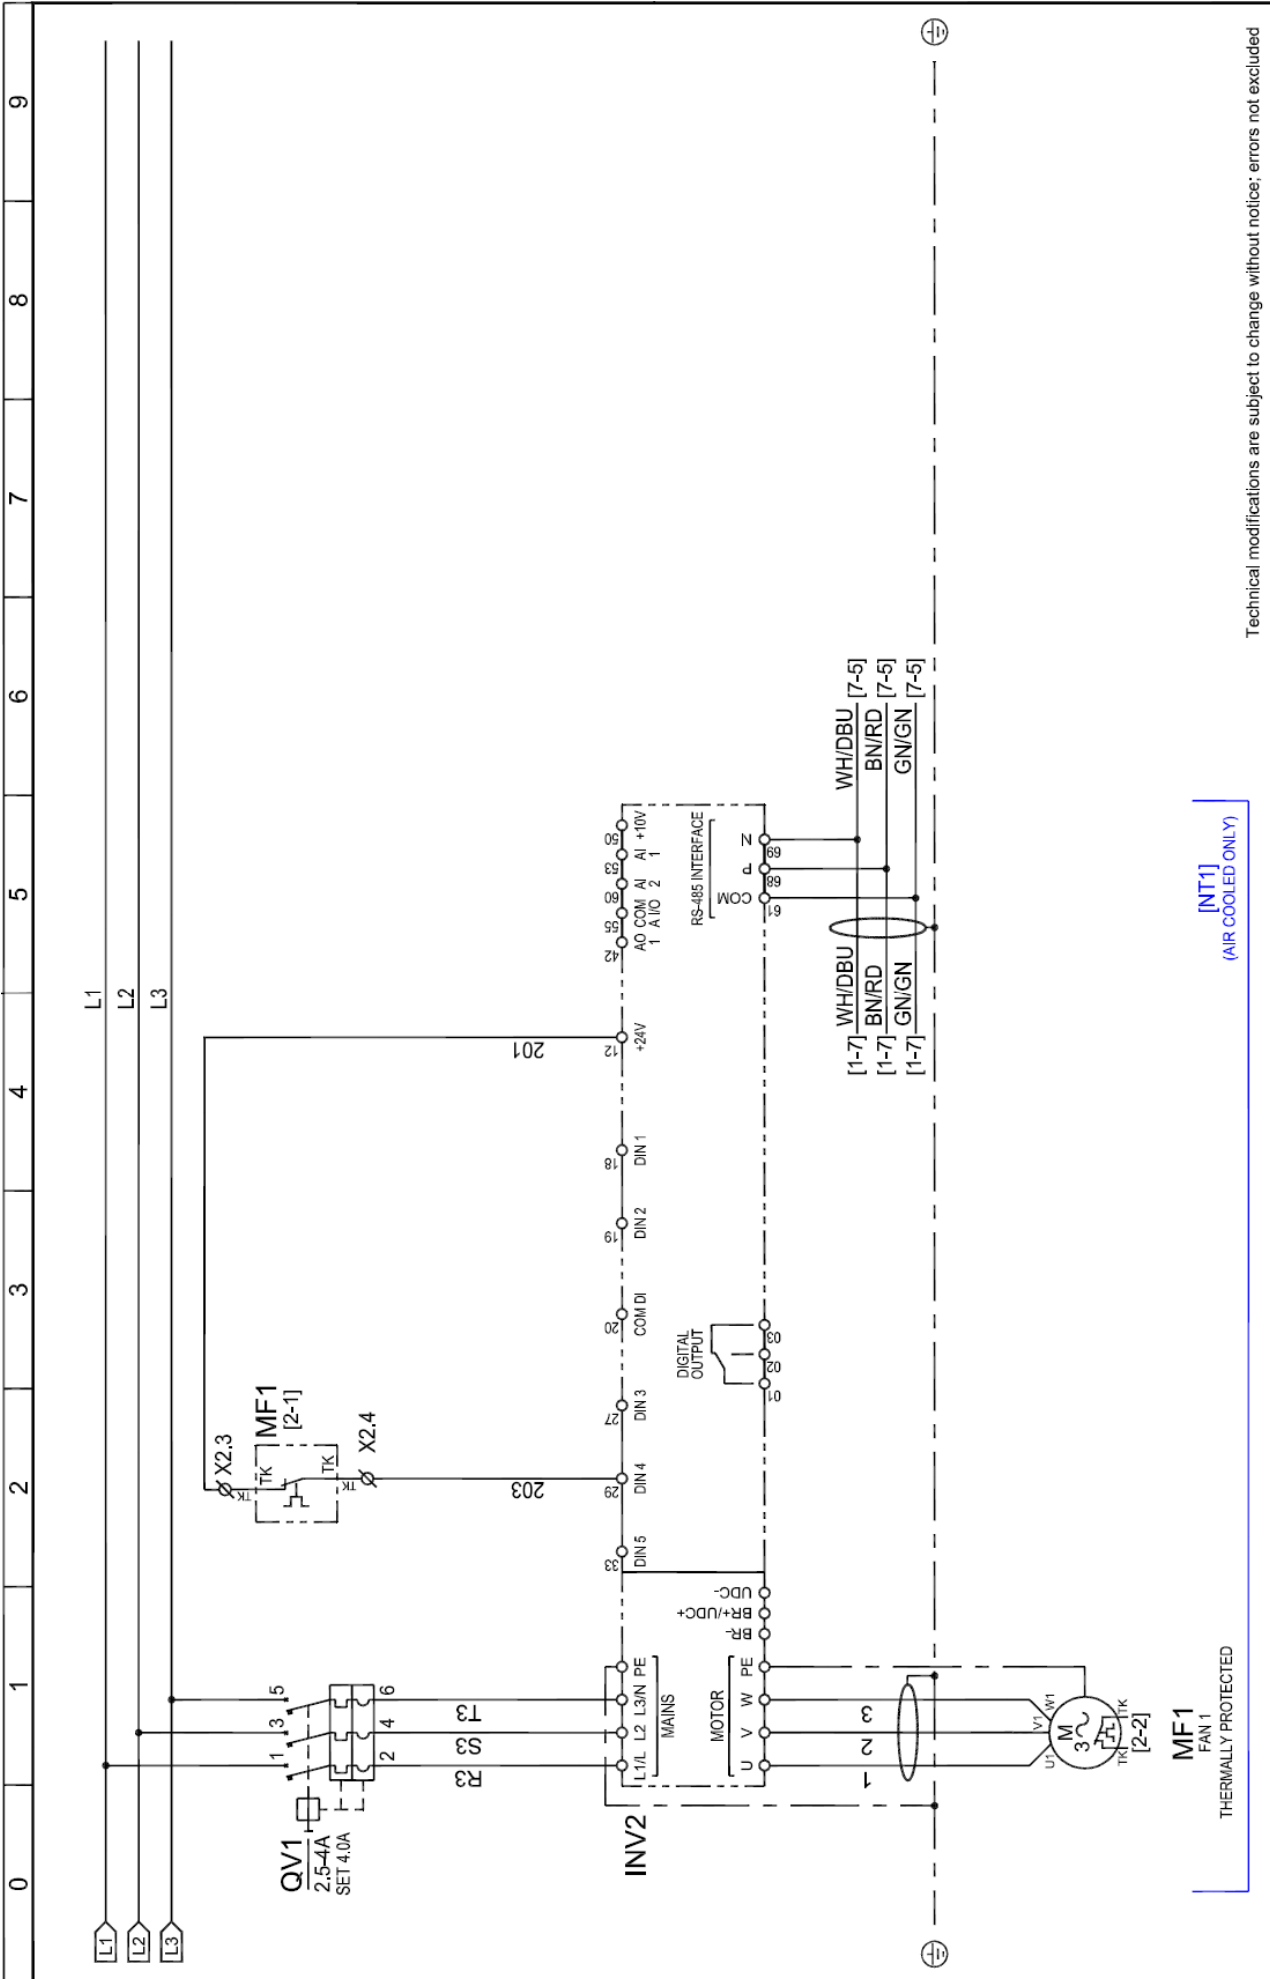 0 1 2 3 4 5 6 7 8 9
L1 L1
L2 L2
L3 L3
QV1
2.5-4A
SET 4.0A
1 3 5
2 4 6
R3 S3 T3
X2.3
TK
TK
MF1
[2-1]
TK
TK
X2.4
203
201
INV2
L1/L L2 L3/N PE
MAINS
33 29 27 20 19 18 12 42 55 60 53 50
DIN 5 DIN 4 DIN 3 COM DI DIN 2 DIN 1 +24V AO COM AI AI +10V
1 A I/O 2 1
DIGITAL
OUTPUT
RS-485 INTERFACE
MOTOR
U V W PE BR- BR+/UDC+ UDC-
01 02 03
COM P N
61 68 69
1 2 3
[1-7] WH/DBU WH/DBU [7-5]
[1-7] BN/RD BN/RD [7-5]
[1-7] GN/GN GN/GN [7-5]
U1 V1 W1
M
3
TK TK
[2-2]
MF1
FAN 1
THERMALLY PROTECTED
[NT1]
(AIR COOLED ONLY)
Technical modifications are subject to change without notice; errors not excluded